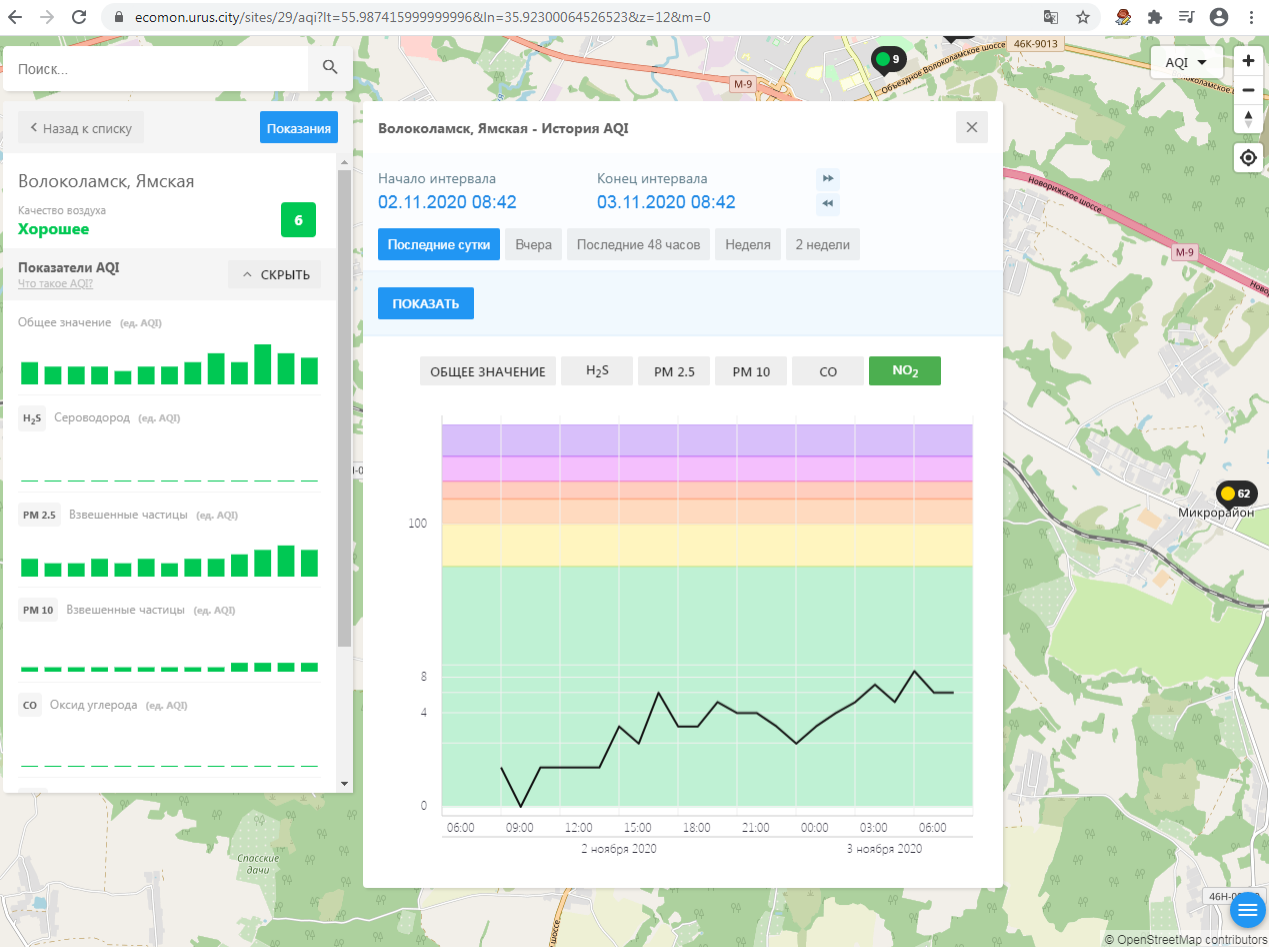 ecomon.urus.city/sites/29/aqi?lt=55.987415999999996&ln=35.92300064526523&z=12&m=0
Поиск...
Назад к списку
Показания
Волоколамск, Ямская
Качество воздуха
Хорошее
6
Показатели AQI
Что такое AQI?
СКРЫТЬ
Общее значение (ед. AQI)
H₂S Сероводород (ед. AQI)
PM 2.5 Взвешенные частицы (ед. AQI)
PM 10 Взвешенные частицы (ед. AQI)
CO Оксид углерода (ед. AQI)
Волоколамск, Ямская - История AQI
Начало интервала
02.11.2020 08:42
Конец интервала
03.11.2020 08:42
Последние сутки
Вчера
Последние 48 часов
Неделя
2 недели
ПОКАЗАТЬ
ОБЩЕЕ ЗНАЧЕНИЕ
H₂S
PM 2.5
PM 10
CO
NO₂
100
8
4
0
06:00 09:00 12:00 15:00 18:00 21:00 00:00 03:00 06:00
2 ноября 2020 3 ноября 2020
9
46К-9013
Объездное Волоколамское шоссе
М-9
AQI
Новорижское шоссе
М-9
62
Микрорайон
Спасские
дачи
© OpenStreetMap contributors